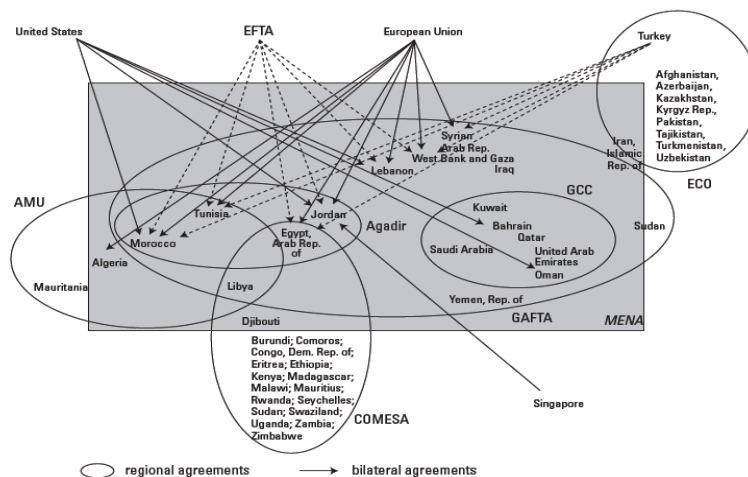 United States
EFTA
European Union
Turkey
Afghanistan,
Azerbaijan,
Kazakhstan,
Kyrgyz Rep.,
Pakistan,
Tajikistan,
Turkmenistan,
Uzbekistan
ECO
Iran,
Islamic
Rep. of
Syrian
Arab Rep.
West Bank and Gaza
Iraq
Lebanon
GCC
AMU
Kuwait
Tunisia
Jordan
Agadir
Bahrain
Qatar
Sudan
Morocco
Egypt,
Arab Rep.
of
Saudi Arabia
United Arab
Emirates
Oman
Algeria
Mauritania
Libya
Yemen, Rep. of
GAFTA
MENA
Djibouti
Burundi; Comoros;
Congo, Dem. Rep. of;
Eritrea; Ethiopia;
Kenya; Madagascar;
Malawi; Mauritius;
Rwanda; Seychelles;
Sudan; Swaziland;
Uganda; Zambia;
Zimbabwe
COMESA
Singapore
regional agreements
bilateral agreements